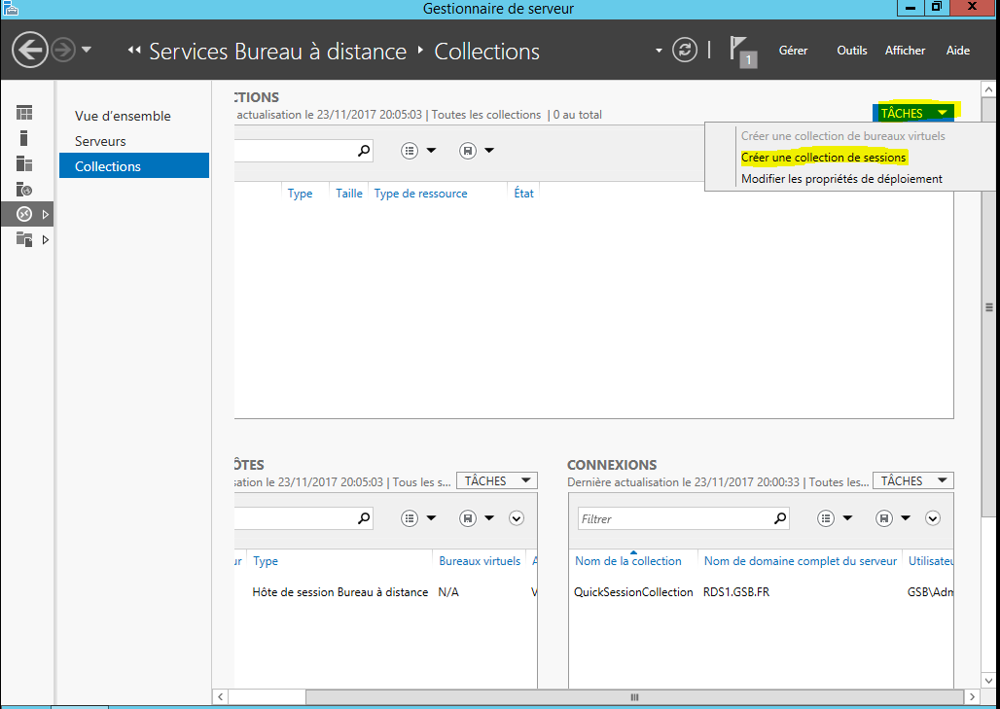 Gestionnaire de serveur
Services Bureau à distance
Collections
1
Gérer
Outils
Afficher
Aide
Vue d'ensemble
Serveurs
Collections
CTIONS
actualisation le 23/11/2017 20:05:03 | Toutes les collections | 0 au total
TÂCHES
Créer une collection de bureaux virtuels
Créer une collection de sessions
Modifier les propriétés de déploiement
Type
Taille
Type de ressource
État
ÔTES
sation le 23/11/2017 20:05:03 | Tous les s...
TÂCHES
ur
Type
Bureaux virtuels
A
Hôte de session Bureau à distance
N/A
V
CONNEXIONS
Dernière actualisation le 23/11/2017 20:00:33 | Toutes les...
TÂCHES
Filtrer
Nom de la collection
Nom de domaine complet du serveur
Utilisateu
QuickSessionCollection
RDS1.GSB.FR
GSB\Adm